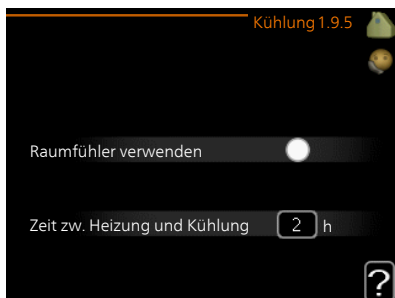 Kühlung 1.9.5
Raumfühler verwenden
Zeit zw. Heizung und Kühlung 2 h
?